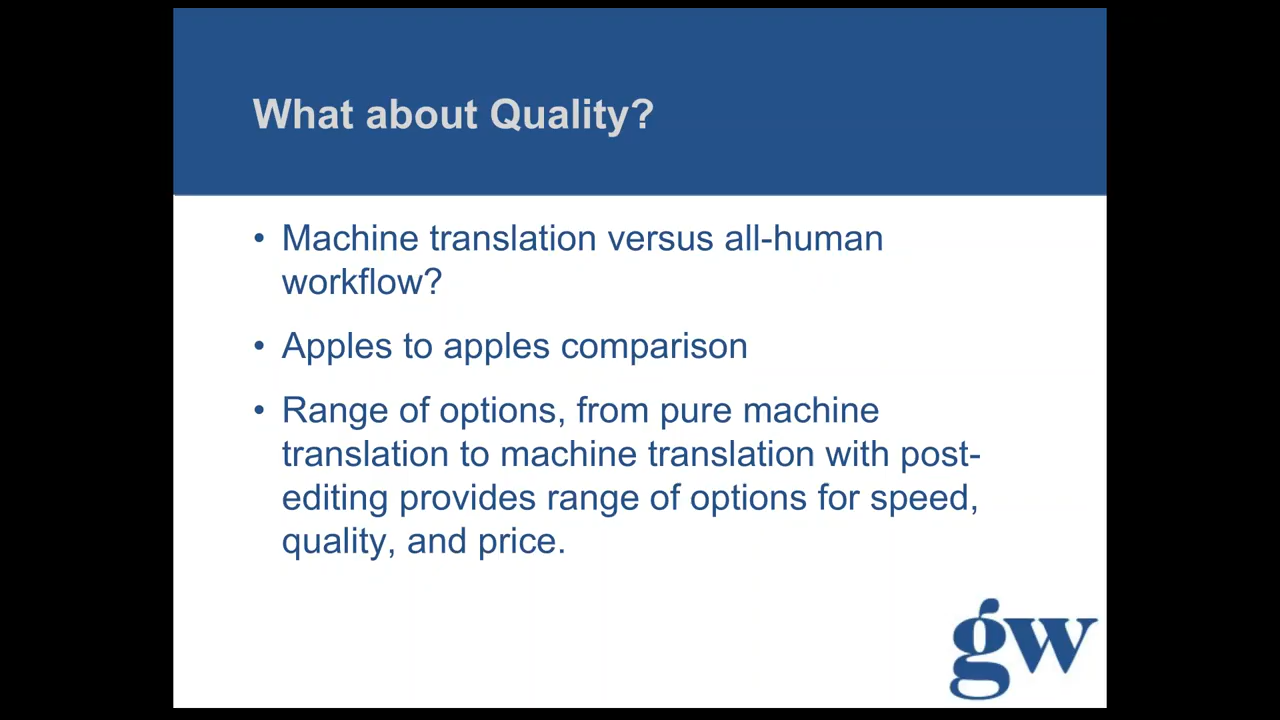 What about Quality?
• Machine translation versus all-human
workflow?
• Apples to apples comparison
• Range of options, from pure machine
translation to machine translation with post-
editing provides range of options for speed,
quality, and price.
gw